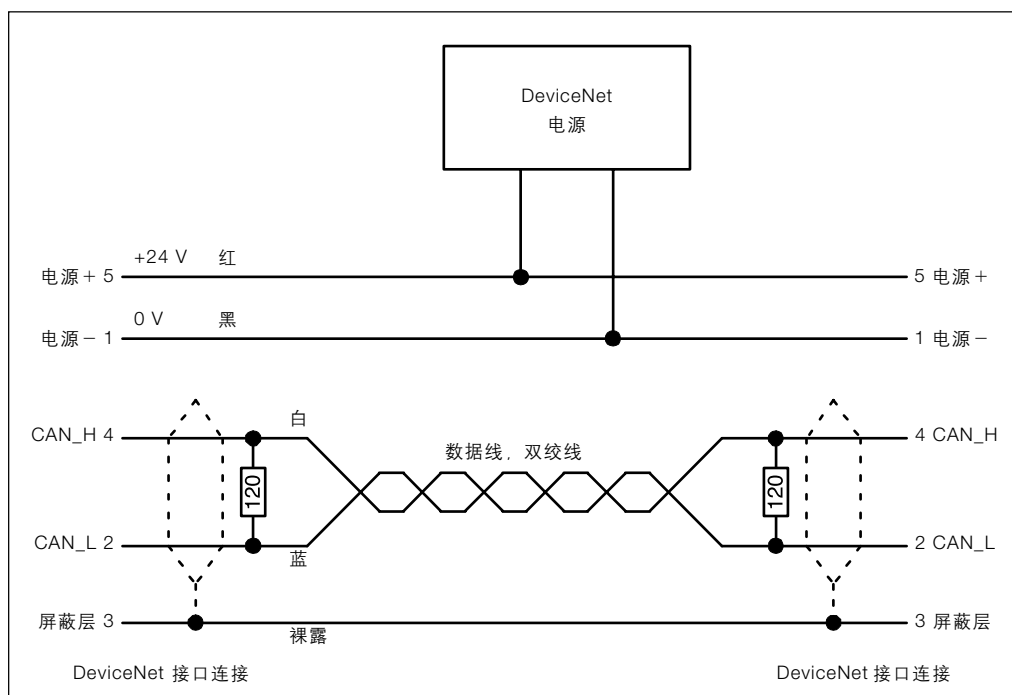 DeviceNet
电源
+24 V 红
电源＋ 5
5 电源＋
0 V 黑
电源－ 1
1 电源－
白
CAN_H 4
4 CAN_H
数据线，双绞线
120
120
CAN_L 2
2 CAN_L
蓝
屏蔽层 3
3 屏蔽层
裸露
DeviceNet 接口连接
DeviceNet 接口连接